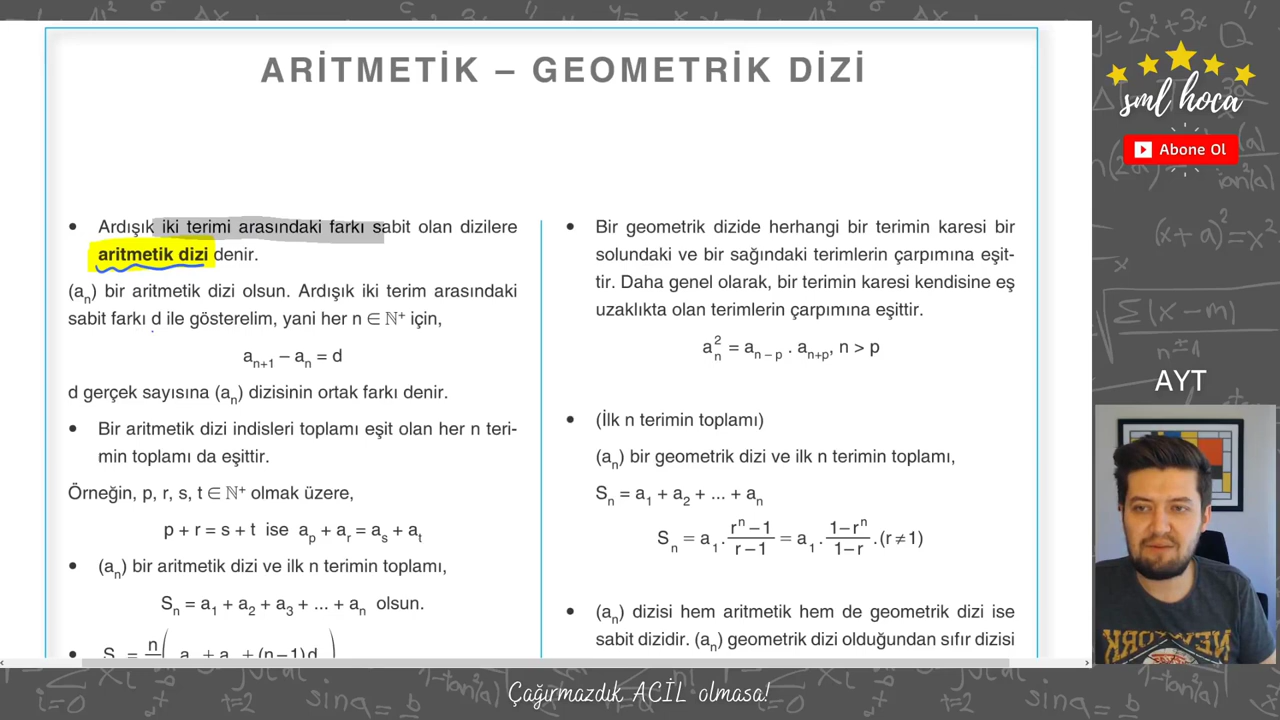 ARİTMETİK – GEOMETRİK DİZİ
• Ardışık iki terimi arasındaki farkı sabit olan dizilere
aritmetik dizi denir.
(aₙ) bir aritmetik dizi olsun. Ardışık iki terim arasındaki
sabit farkı d ile gösterelim, yani her n ∈ ℕ⁺ için,
aₙ₊₁ – aₙ = d
d gerçek sayısına (aₙ) dizisinin ortak farkı denir.
• Bir aritmetik dizi indisleri toplamı eşit olan her n teri-
min toplamı da eşittir.
Örneğin, p, r, s, t ∈ ℕ⁺ olmak üzere,
p + r = s + t ise aₚ + aᵣ = aₛ + aₜ
• (aₙ) bir aritmetik dizi ve ilk n terimin toplamı,
Sₙ = a₁ + a₂ + a₃ + ... + aₙ olsun.
• Bir geometrik dizide herhangi bir terimin karesi bir
solundaki ve bir sağındaki terimlerin çarpımına eşit-
tir. Daha genel olarak, bir terimin karesi kendisine eş
uzaklıkta olan terimlerin çarpımına eşittir.
aₙ² = aₙ₋ₚ . aₙ₊ₚ, n > p
• (İlk n terimin toplamı)
(aₙ) bir geometrik dizi ve ilk n terimin toplamı,
Sₙ = a₁ + a₂ + ... + aₙ
Sₙ = a₁ . (rⁿ – 1)/(r – 1) = a₁ . (1 – rⁿ)/(1 – r) . (r ≠ 1)
• (aₙ) dizisi hem aritmetik hem de geometrik dizi ise
sabit dizidir. (aₙ) geometrik dizi olduğundan sıfır dizisi
sml hoca
Abone Ol
AYT
Çağırmazdık ACİL olmasa!